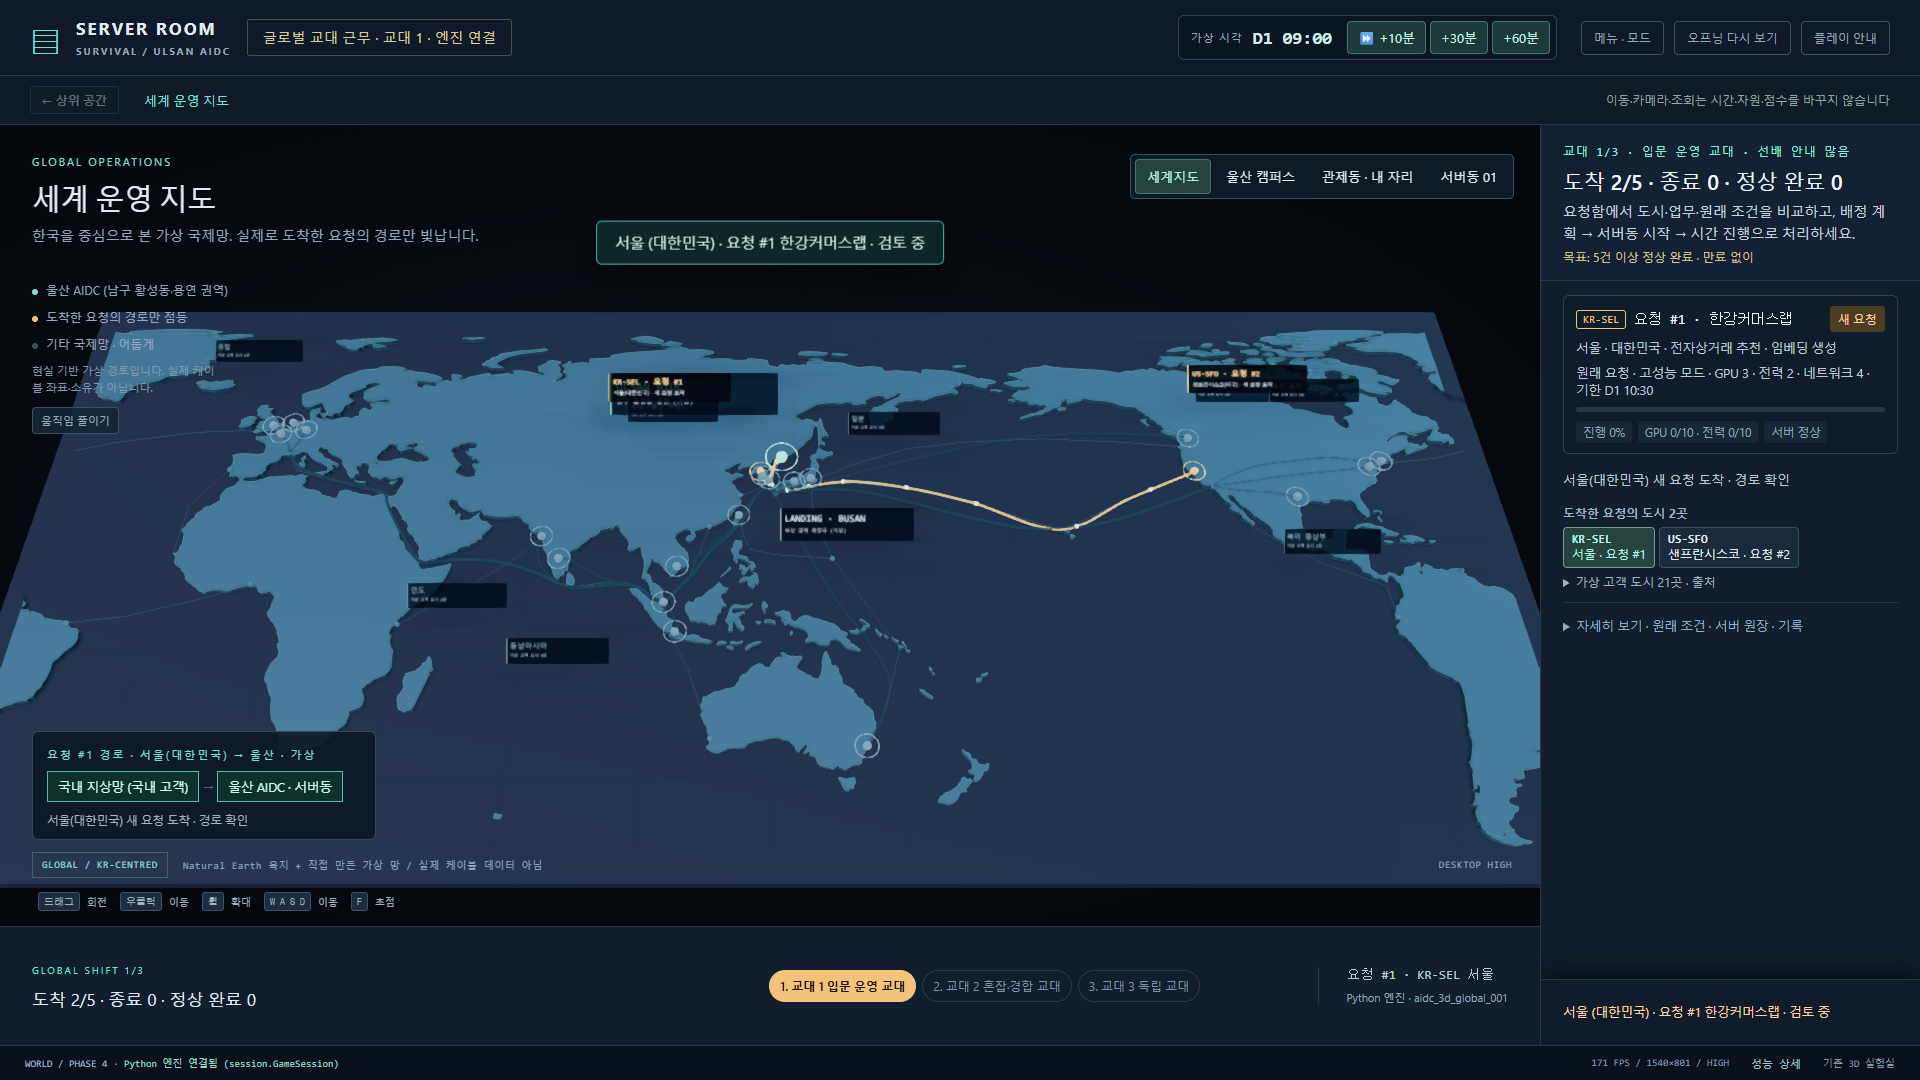 SERVER ROOM
SURVIVAL / ULSAN AIDC
글로벌 교대 근무 · 교대 1 · 엔진 연결
가상 시각 D1 09:00 ⏩ +10분 +30분 +60분
메뉴 · 모드 오프닝 다시 보기 플레이 안내
← 상위 공간 세계 운영 지도
이동·카메라·조회는 시간·자원·점수를 바꾸지 않습니다
GLOBAL OPERATIONS
세계 운영 지도
한국을 중심으로 본 가상 국제망. 실제로 도착한 요청의 경로만 빛납니다.
세계지도 울산 캠퍼스 관제동 · 내 자리 서버동 01
서울 (대한민국) · 요청 #1 한강커머스랩 · 검토 중
울산 AIDC (남구 황성동·용연 권역)
도착한 요청의 경로만 점등
기타 국제망 · 어둡게
현실 기반 가상 경로입니다. 실제 케이
블 좌표·소유가 아닙니다.
움직임 줄이기
KR-SEL · 요청 #1
US-SFO · 요청 #2
일본
LANDING · BUSAN
북미 중남부
인도
동남아시아
요청 #1 경로 · 서울(대한민국) → 울산 · 가상
국내 지상망 (국내 고객) → 울산 AIDC · 서버동
서울(대한민국) 새 요청 도착 · 경로 확인
GLOBAL / KR-CENTRED Natural Earth 육지 + 직접 만든 가상 망 / 실제 케이블 데이터 아님
DESKTOP HIGH
드래그 회전 우클릭 이동 휠 확대 W A S D 이동 F 초점
교대 1/3 · 입문 운영 교대 · 선배 안내 많음
도착 2/5 · 종료 0 · 정상 완료 0
요청함에서 도시·업무·원래 조건을 비교하고, 배정 계
획 → 서버동 시작 → 시간 진행으로 처리하세요.
목표: 5건 이상 정상 완료 · 만료 없이
KR-SEL 요청 #1 · 한강커머스랩 새 요청
서울 · 대한민국 · 전자상거래 추천 · 임베딩 생성
원래 요청 · 고성능 모드 · GPU 3 · 전력 2 · 네트워크 4 ·
기한 D1 10:30
진행 0% GPU 0/10 · 전력 0/10 서버 정상
서울(대한민국) 새 요청 도착 · 경로 확인
도착한 요청의 도시 2곳
KR-SEL
서울 · 요청 #1
US-SFO
샌프란시스코 · 요청 #2
▶ 가상 고객 도시 21곳 · 출처
▶ 자세히 보기 · 원래 조건 · 서버 원장 · 기록
서울 (대한민국) · 요청 #1 한강커머스랩 · 검토 중
GLOBAL SHIFT 1/3
도착 2/5 · 종료 0 · 정상 완료 0
1. 교대 1 입문 운영 교대 2. 교대 2 혼잡·경합 교대 3. 교대 3 독립 교대
요청 #1 · KR-SEL 서울
Python 엔진 · aidc_3d_global_001
WORLD / PHASE 4 · Python 엔진 연결됨 (session.GameSession)
171 FPS / 1540×801 / HIGH 성능 상세 기존 3D 실험실